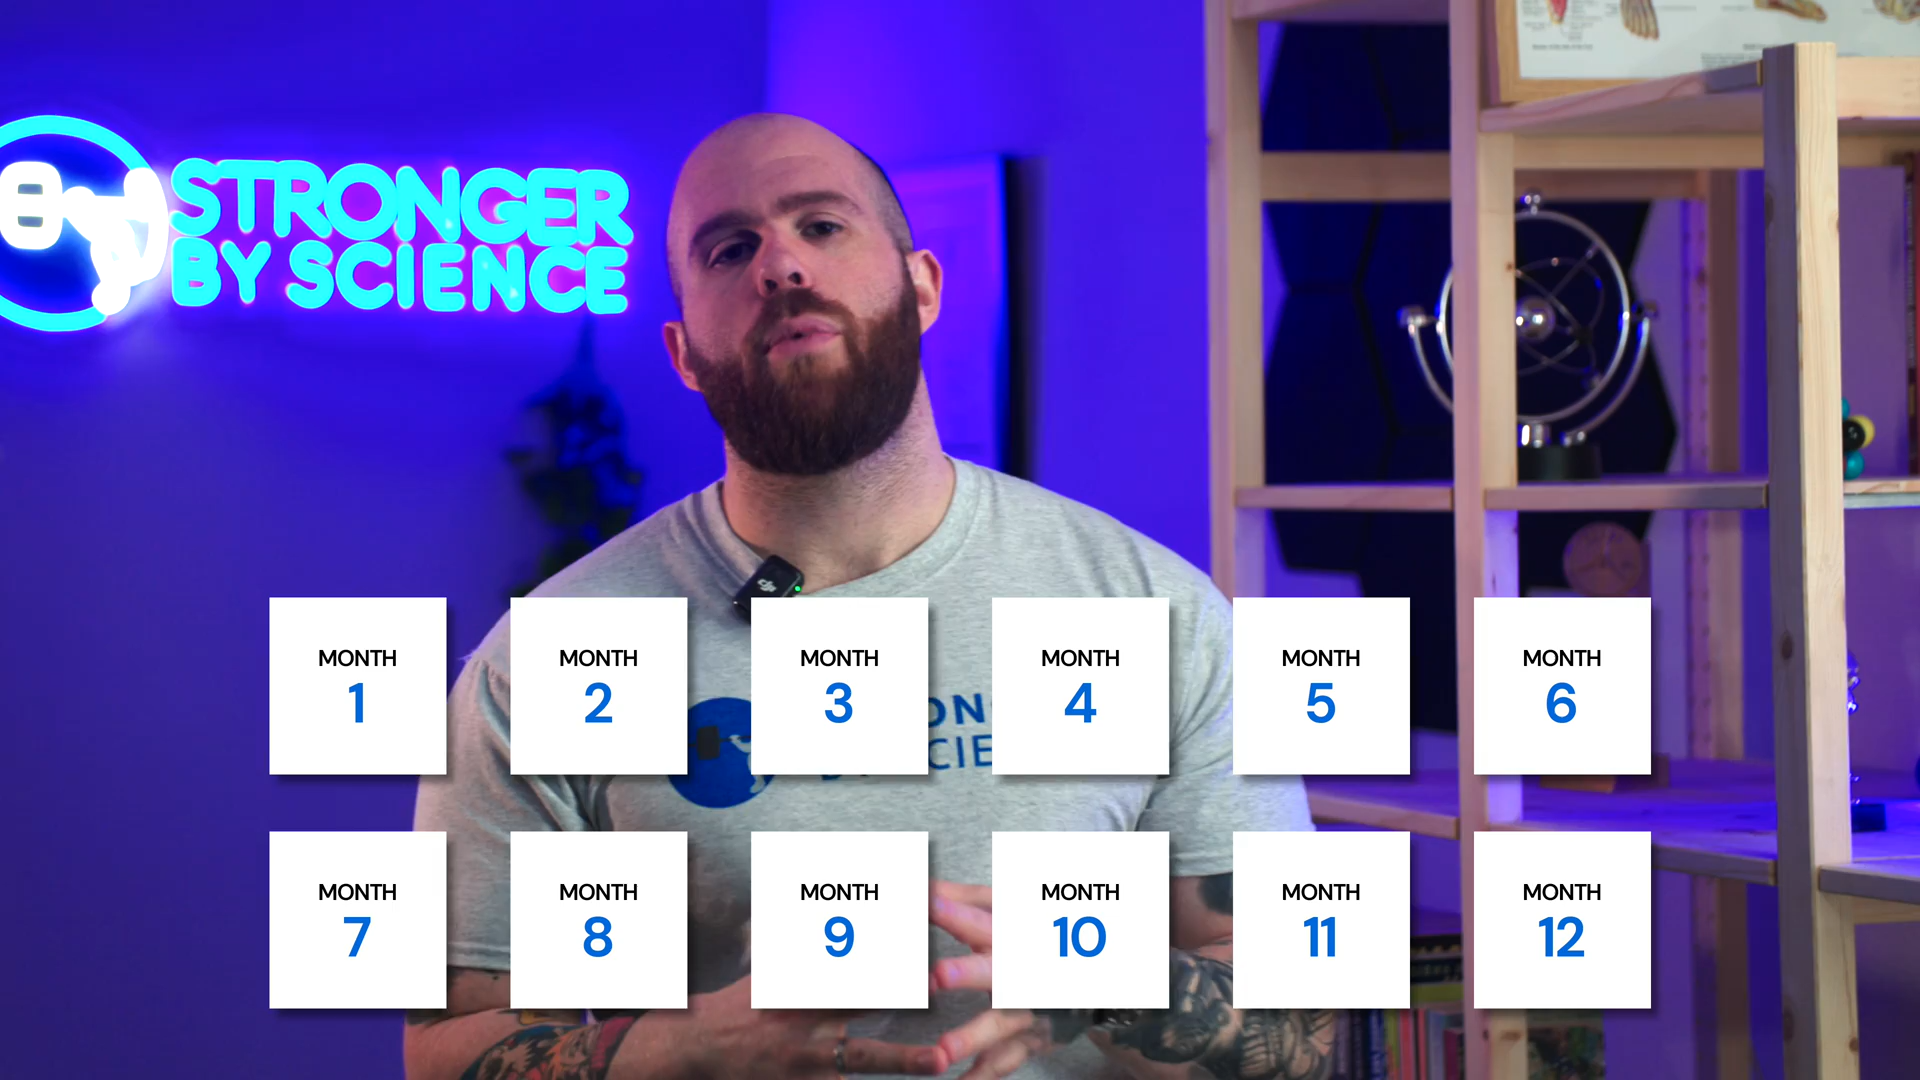 STRONGER
BY SCIENCE
MONTH
1
MONTH
2
MONTH
3
MONTH
4
MONTH
5
MONTH
6
MONTH
7
MONTH
8
MONTH
9
MONTH
10
MONTH
11
MONTH
12